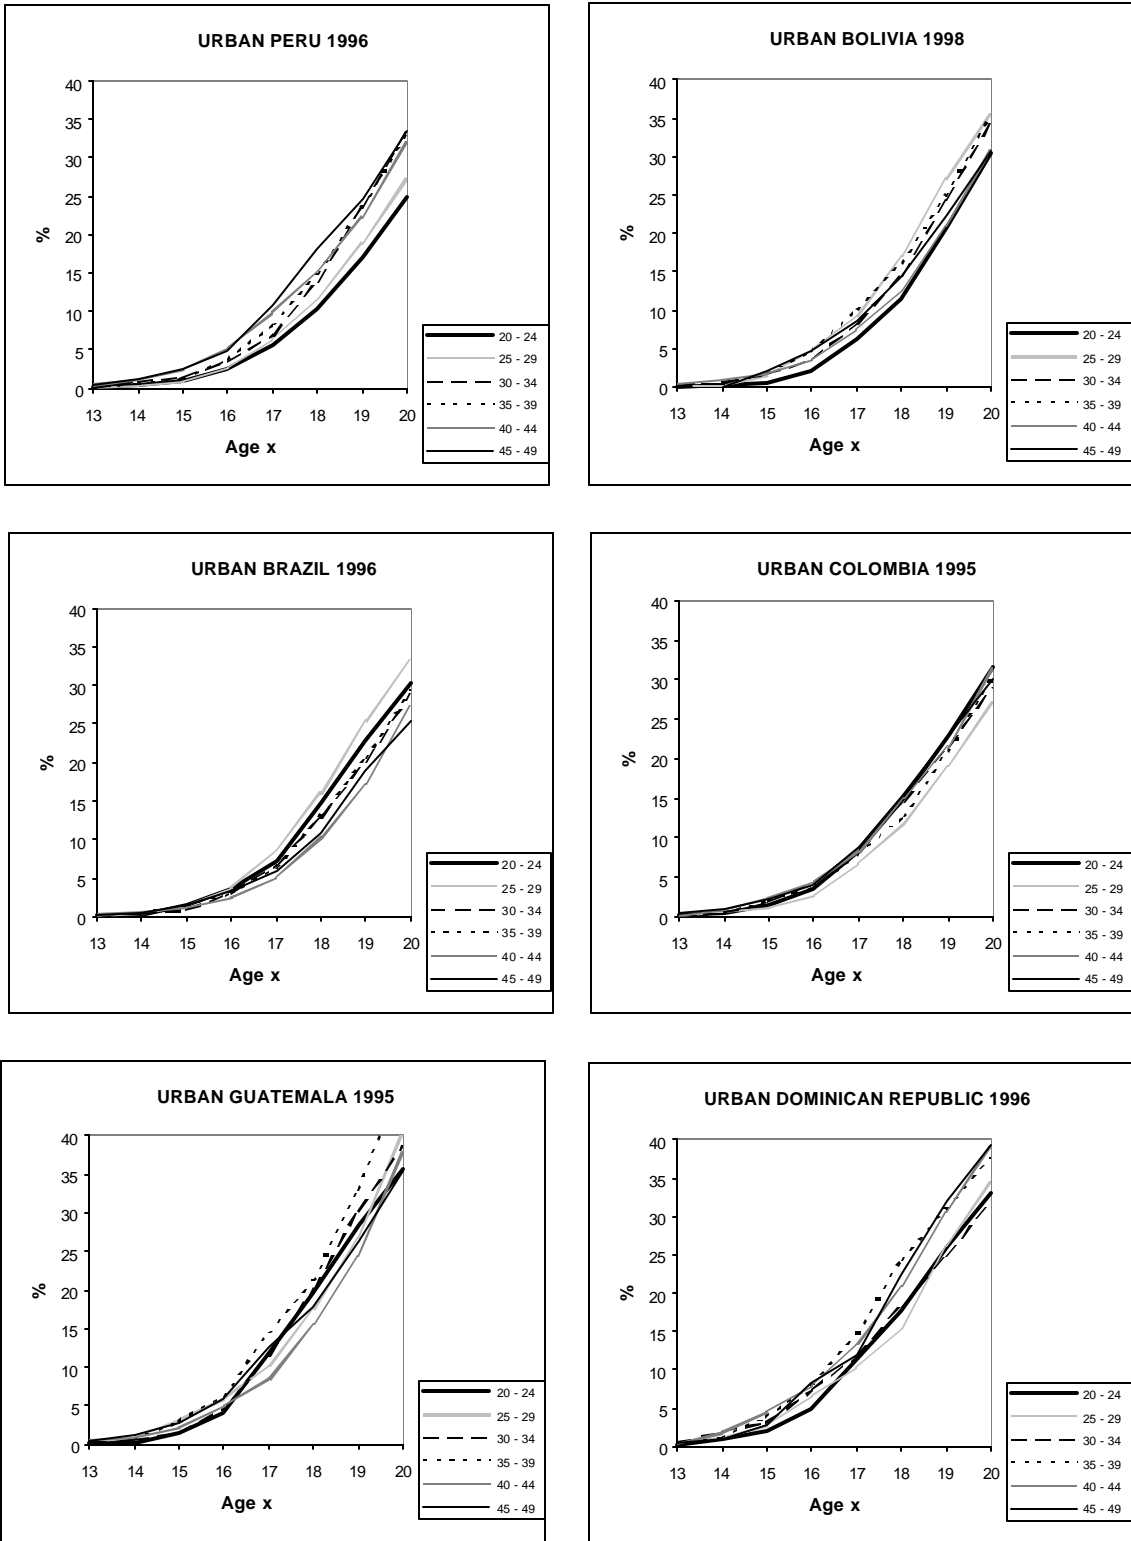 URBAN PERU 1996
40
35
30
25
20
15
10
5
0
%
13 14 15 16 17 18 19 20
Age x
20 - 24
25 - 29
30 - 34
35 - 39
40 - 44
45 - 49
URBAN BOLIVIA 1998
40
35
30
25
20
15
10
5
0
%
13 14 15 16 17 18 19 20
Age x
20 - 24
25 - 29
30 - 34
35 - 39
40 - 44
45 - 49
URBAN BRAZIL 1996
40
35
30
25
20
15
10
5
0
%
13 14 15 16 17 18 19 20
Age x
20 - 24
25 - 29
30 - 34
35 - 39
40 - 44
45 - 49
URBAN COLOMBIA 1995
40
35
30
25
20
15
10
5
0
%
13 14 15 16 17 18 19 20
Age x
20 - 24
25 - 29
30 - 34
35 - 39
40 - 44
45 - 49
URBAN GUATEMALA 1995
40
35
30
25
20
15
10
5
0
%
13 14 15 16 17 18 19 20
Age x
20 - 24
25 - 29
30 - 34
35 - 39
40 - 44
45 - 49
URBAN DOMINICAN REPUBLIC 1996
40
35
30
25
20
15
10
5
0
%
13 14 15 16 17 18 19 20
Age x
20 - 24
25 - 29
30 - 34
35 - 39
40 - 44
45 - 49